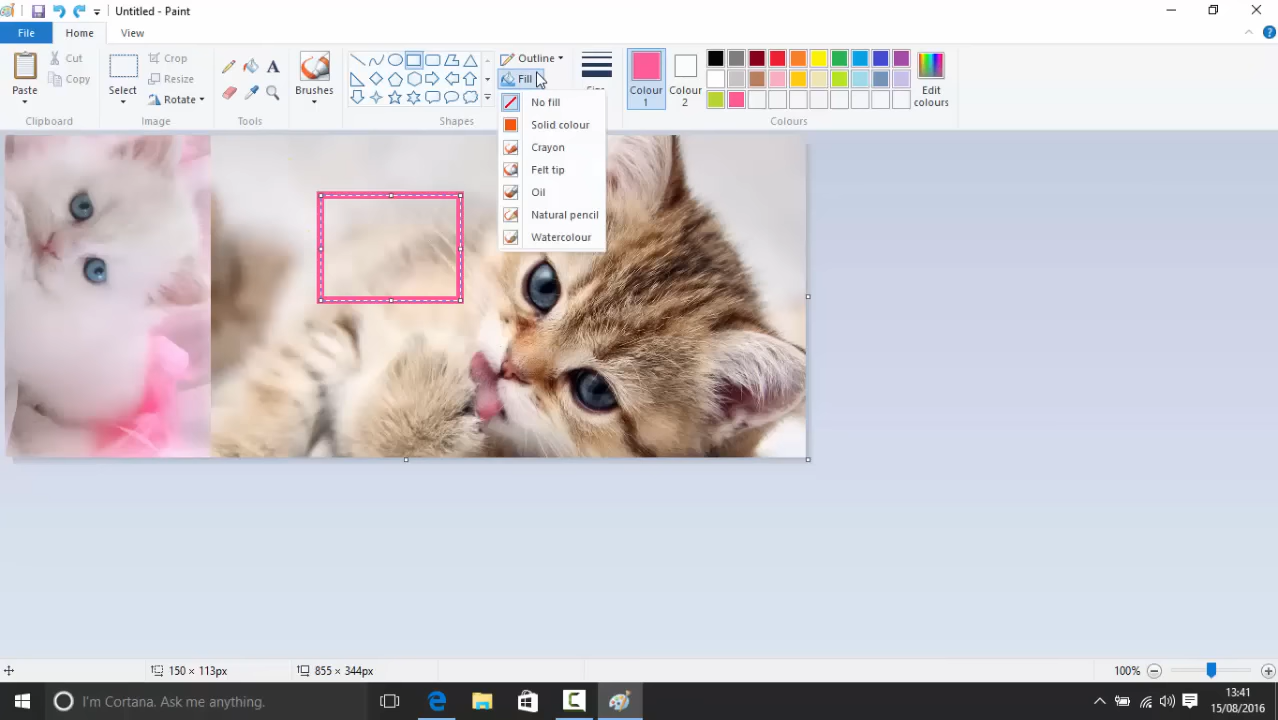 Untitled - Paint
File Home View
Paste
Cut
Copy
Clipboard
Select
Crop
Resize
Rotate
Image
A
Tools
Brushes
Shapes
Outline
Fill
No fill
Solid colour
Crayon
Felt tip
Oil
Natural pencil
Watercolour
Colour 1
Colour 2
Edit colours
Colours
150 × 113px
855 × 344px
100%
I'm Cortana. Ask me anything.
13:41
15/08/2016